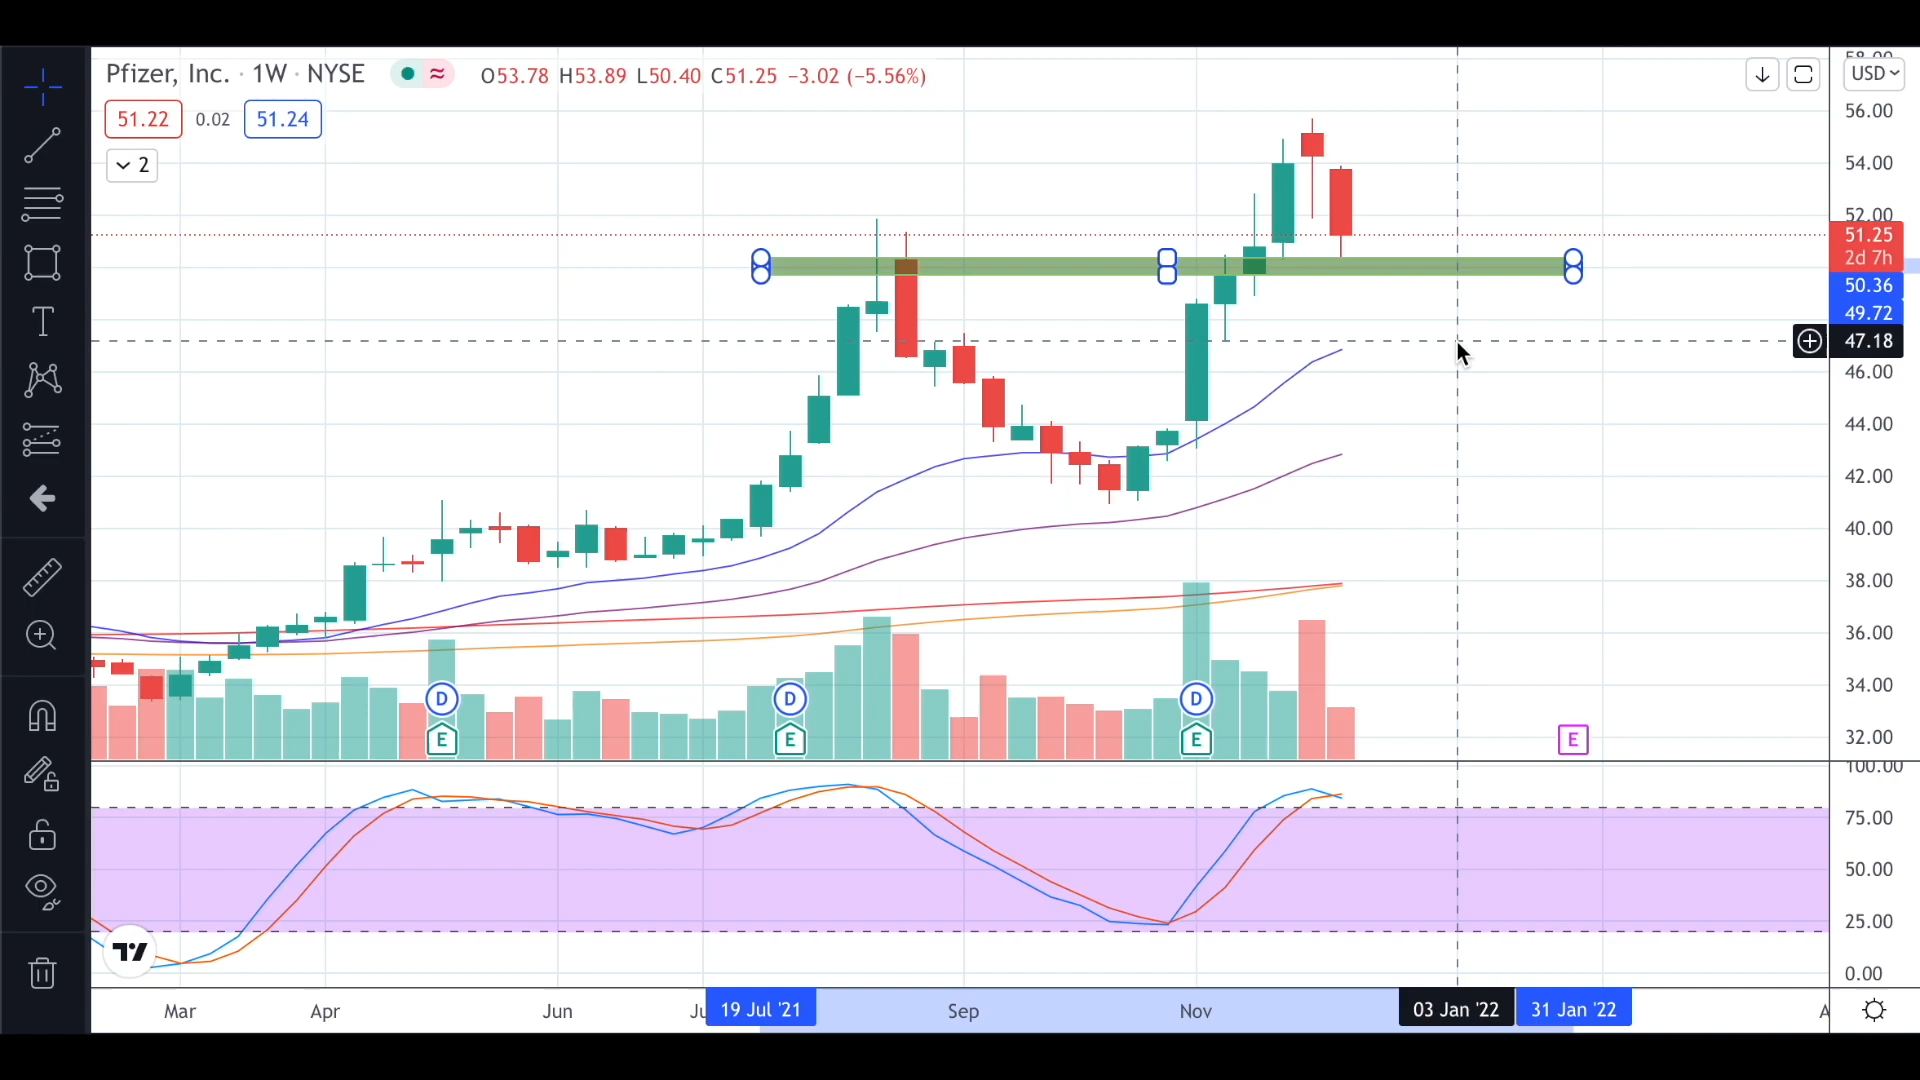 Pfizer, Inc. · 1W · NYSE
≈
O53.78 H53.89 L50.40 C51.25 −3.02 (−5.56%)
USD
51.22 0.02 51.24
2
58.00
56.00
54.00
52.00
51.25
2d 7h
50.36
49.72
47.18
46.00
44.00
42.00
40.00
38.00
36.00
34.00
32.00
T
D D D
E E E E
100.00
75.00
50.00
25.00
0.00
Mar Apr Jun Ju 19 Jul '21 Sep Nov 03 Jan '22 31 Jan '22 A